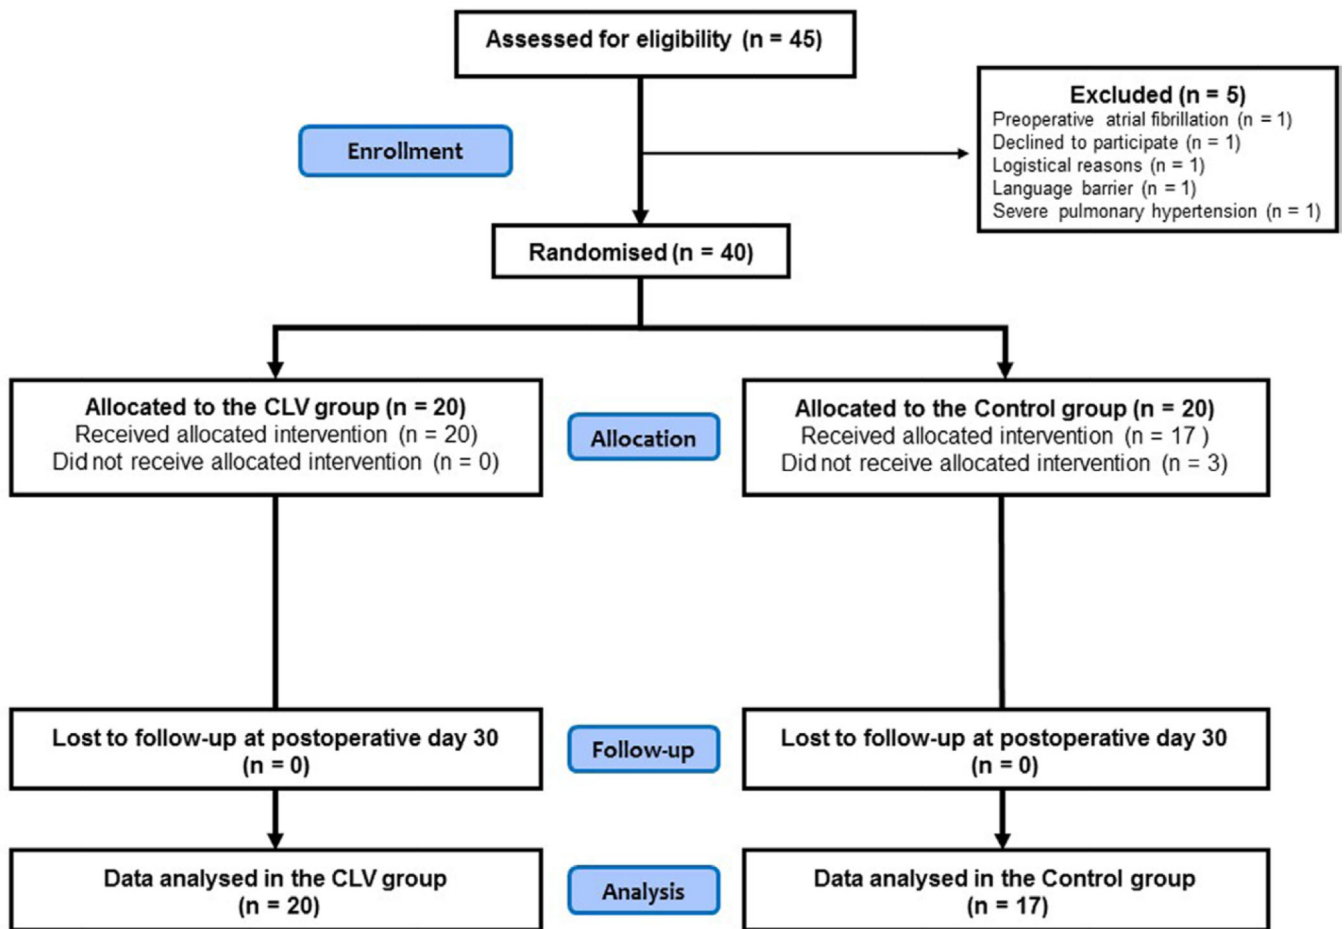 Assessed for eligibility (n = 45)
Excluded (n = 5)
Preoperative atrial fibrillation (n = 1)
Declined to participate (n = 1)
Logistical reasons (n = 1)
Language barrier (n = 1)
Severe pulmonary hypertension (n = 1)
Enrollment
Randomised (n = 40)
Allocated to the CLV group (n = 20)
Received allocated intervention (n = 20)
Did not receive allocated intervention (n = 0)
Allocation
Allocated to the Control group (n = 20)
Received allocated intervention (n = 17 )
Did not receive allocated intervention (n = 3)
Lost to follow-up at postoperative day 30
(n = 0)
Follow-up
Lost to follow-up at postoperative day 30
(n = 0)
Data analysed in the CLV group
(n = 20)
Analysis
Data analysed in the Control group
(n = 17)